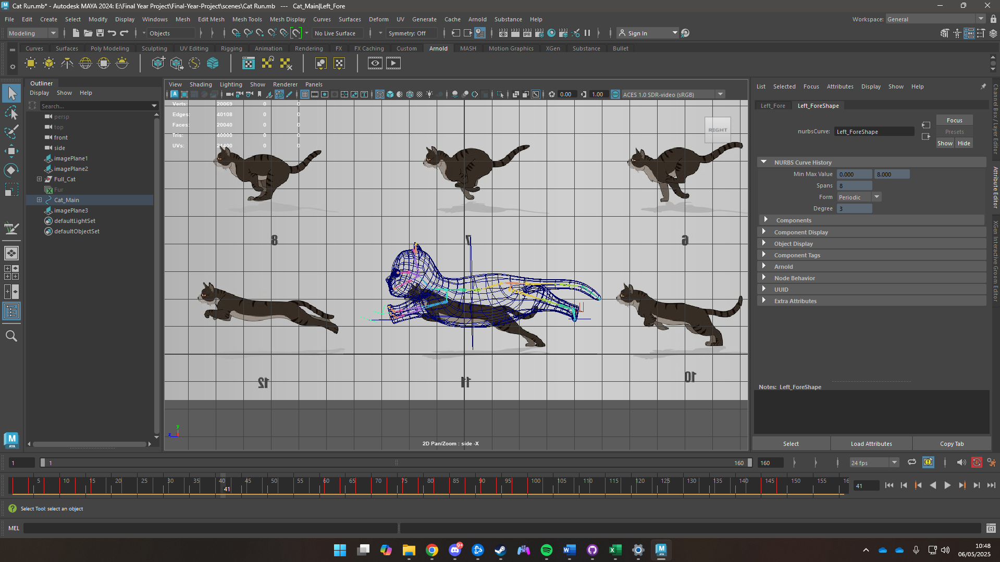 Cat Run.mb* - Autodesk MAYA 2024: E:\Final Year Project\Final-Year-Project\scenes\Cat Run.mb   ---   Cat_Main|Left_Fore
File Edit Create Select Modify Display Windows Mesh Edit Mesh Mesh Tools Mesh Display Curves Surfaces Deform UV Generate Cache Arnold Substance Help
Workspace: General
Modeling Objects No Live Surface Symmetry: Off Sign In
Curves Surfaces Poly Modeling Sculpting UV Editing Rigging Animation Rendering FX FX Caching Custom Arnold MASH Motion Graphics XGen Substance Bullet
Outliner
Display Show Help
Search...
persp
top
front
side
imagePlane1
imagePlane2
Full_Cat
Fur
Cat_Main
imagePlane3
defaultLightSet
defaultObjectSet
View Shading Lighting Show Renderer Panels
0.00 1.00 ACES 1.0 SDR-video (sRGB)
Verts: 20069 0 0
Edges: 40108 0 0
Faces: 20040 0 0
Tris: 40000 0 0
UVs: 21400 0 0
RIGHT
8 7 6
12 11 10
y
z
2D Pan/Zoom : side -X
List Selected Focus Attributes Display Show Help
Left_Fore Left_ForeShape
Focus
nurbsCurve: Left_ForeShape
Presets
Show Hide
NURBS Curve History
Min Max Value 0.000 8.000
Spans 8
Form Periodic
Degree 3
Components
Component Display
Object Display
Component Tags
Arnold
Node Behavior
UUID
Extra Attributes
Notes: Left_ForeShape
Select Load Attributes Copy Tab
Channel Box / Layer Editor
Attribute Editor
XGen Interactive Groom Editor
1 1 160 160 24 fps
5 10 15 20 25 30 35 40 45 50 55 60 65 70 75 80 85 90 95 100 105 110 115 120 125 130 135 140 145 150 155 16
41
41
Select Tool: select an object
MEL
M
AYA
9+
10:48
06/05/2025